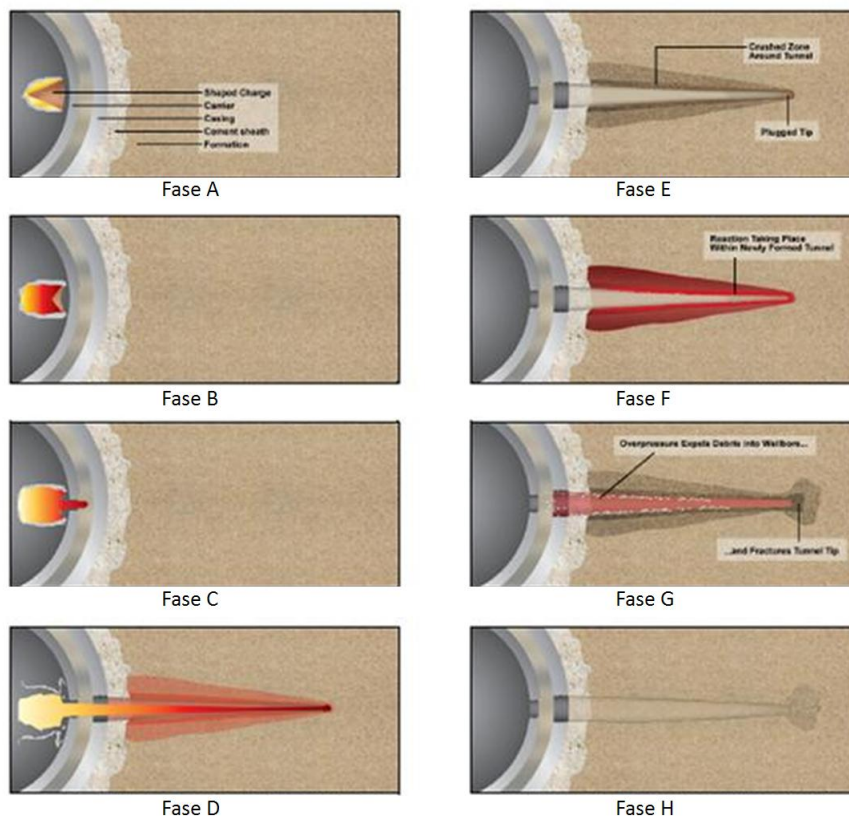 Shaped Charge
Carrier
Casing
Cement sheath
Formation
Fase A
Fase B
Fase C
Fase D
Crushed Zone
Around Tunnel
Plugged Tip
Fase E
Reaction Taking Place
Within Newly Formed Tunnel
Fase F
Overpressure Expels Debris into Wellbore...
...and Fractures Tunnel Tip
Fase G
Fase H